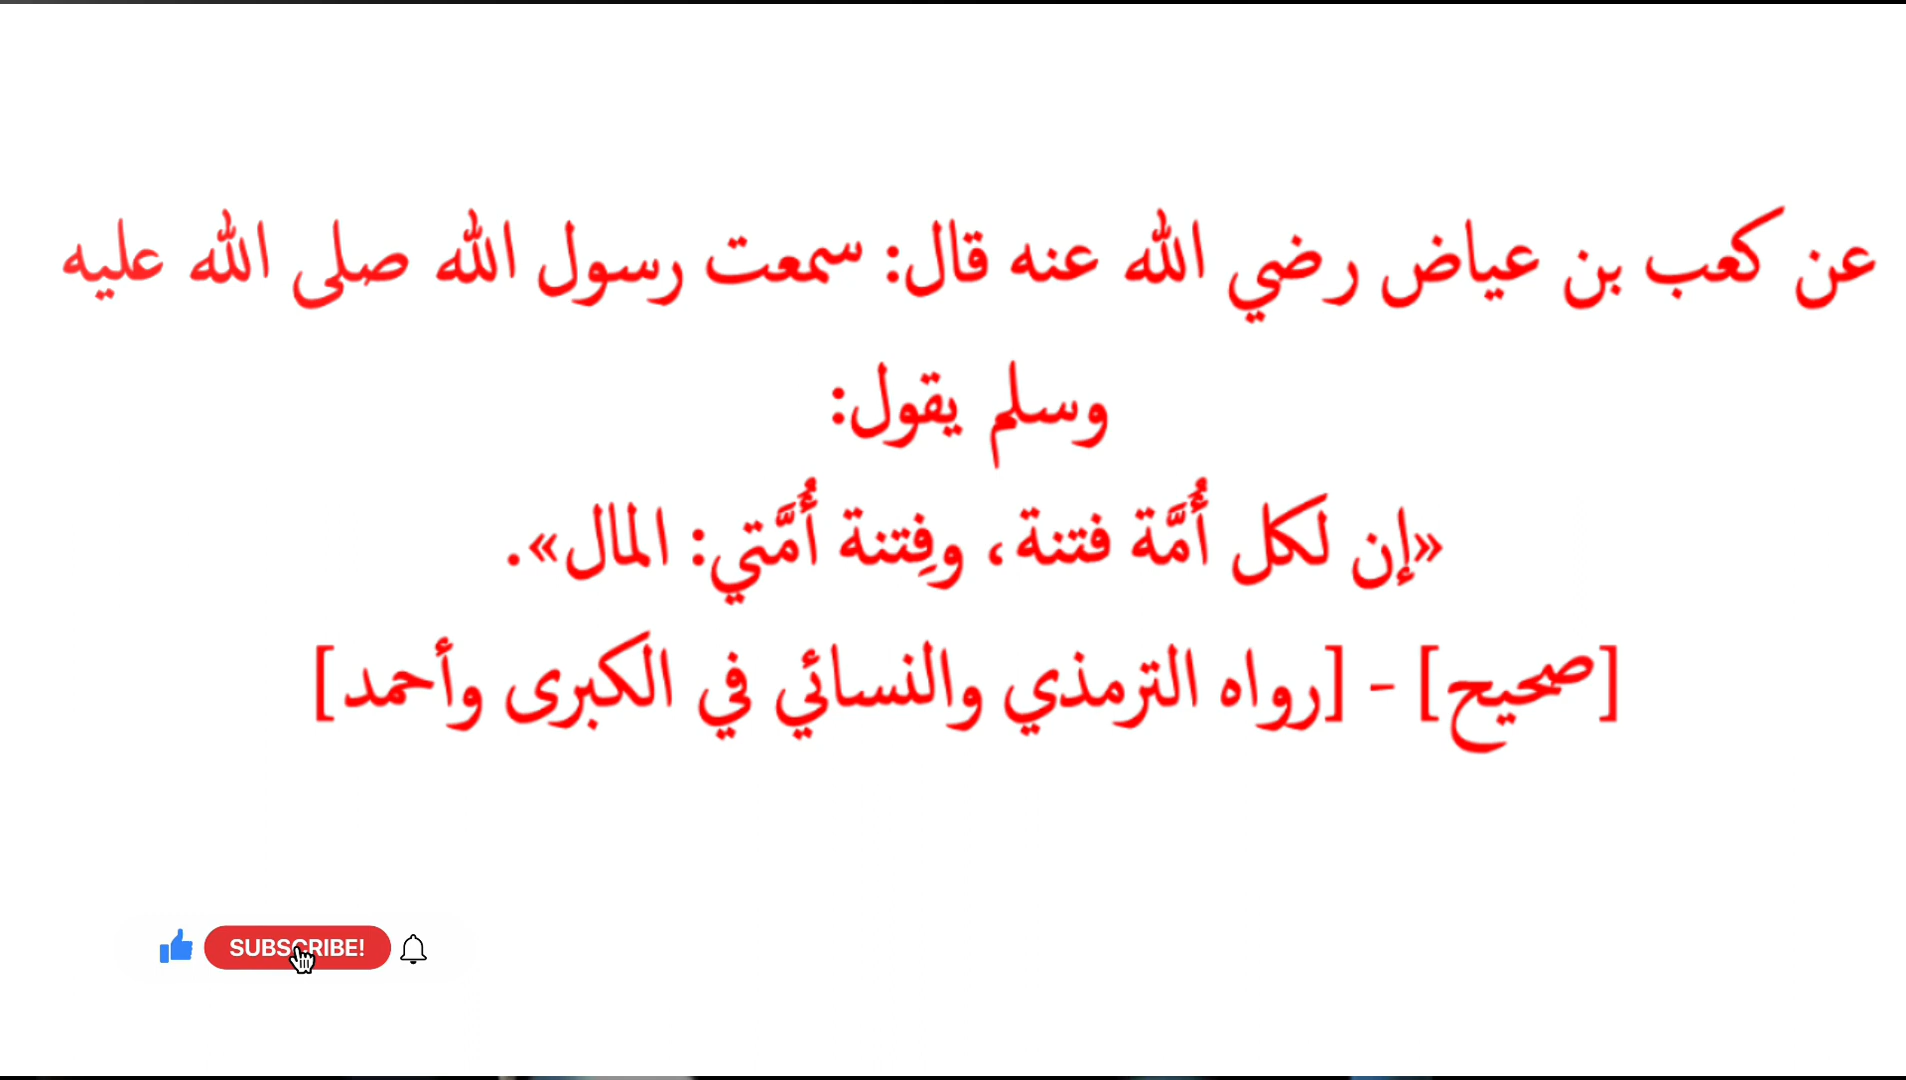 عن كعب بن عياض رضي الله عنه قال: سمعت رسول الله صلى الله عليه
وسلم يقول:
«إن لكل أُمَّة فتنة، وفِتنة أُمَّتي: المال».
[صحيح] - [رواه الترمذي والنسائي في الكبرى وأحمد]
SUBSCRIBE!